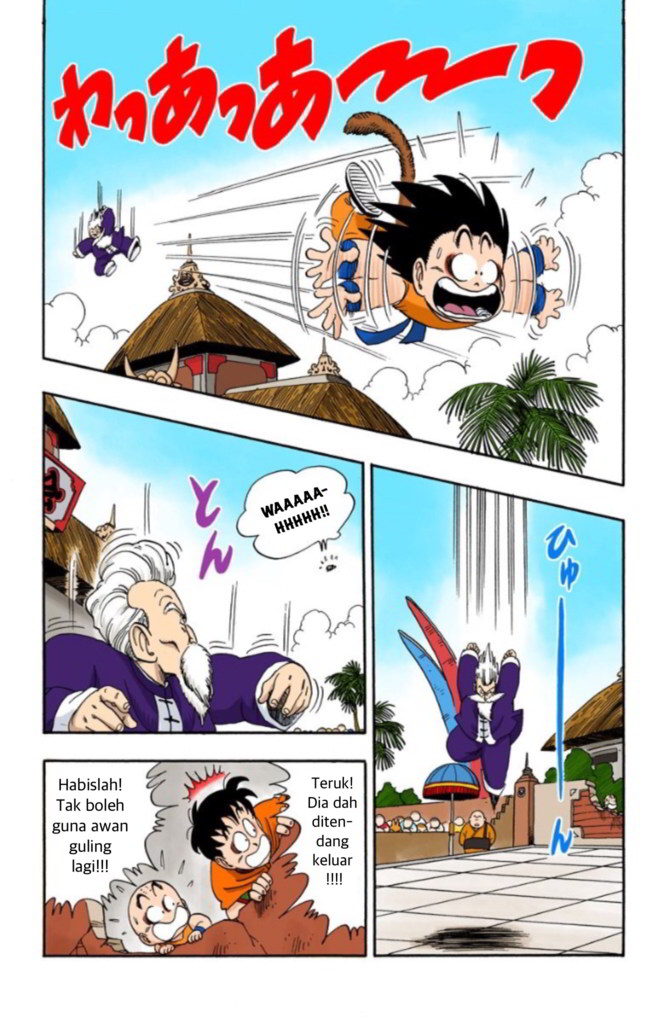 わっあっあ〜〜っ
ひゅーん
とん
WAAAAA-
HHHHH!!
Teruk!
Dia dah
diten-
dang
keluar
!!!!
Habislah!
Tak boleh
guna awan
guling
lagi!!!